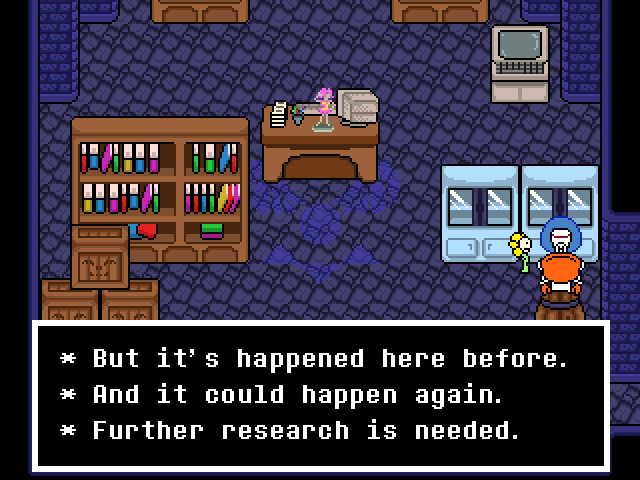 * But it's happened here before.
* And it could happen again.
* Further research is needed.